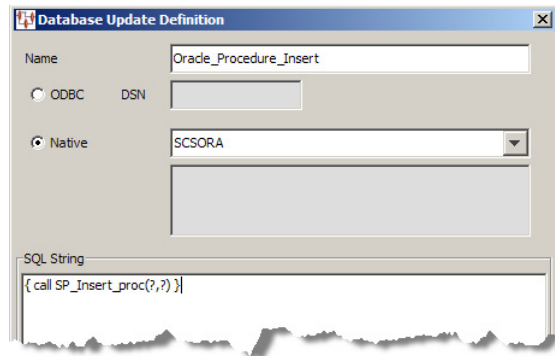 Database Update Definition
Name Oracle_Procedure_Insert
ODBC DSN
Native SCSORA
SQL String
{ call SP_Insert_proc(?,?) }